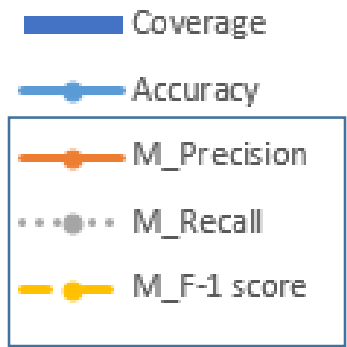 Coverage
Accuracy
M_Precision
M_Recall
M_F-1 score